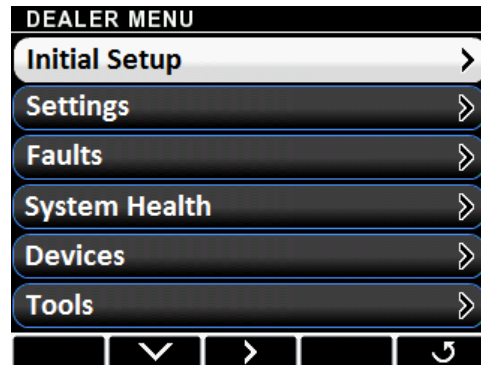 DEALER MENU
Initial Setup
Settings
Faults
System Health
Devices
Tools